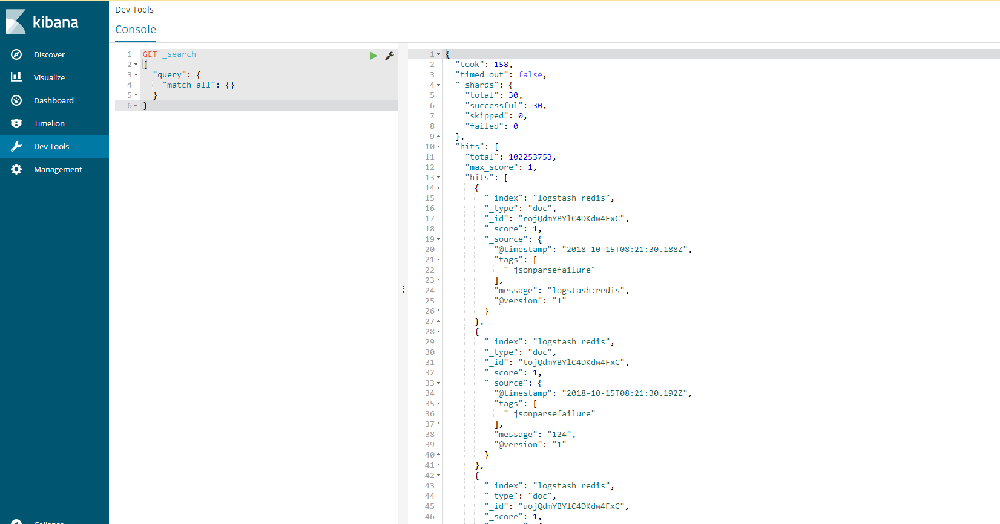 kibana
Discover
Visualize
Dashboard
Timelion
Dev Tools
Management
Collapse
Dev Tools
Console
1 GET _search
2 {
3 "query": {
4 "match_all": {}
5 }
6 }
1 {
2 "took": 158,
3 "timed_out": false,
4 "_shards": {
5 "total": 30,
6 "successful": 30,
7 "skipped": 0,
8 "failed": 0
9 },
10 "hits": {
11 "total": 102253753,
12 "max_score": 1,
13 "hits": [
14 {
15 "_index": "logstash_redis",
16 "_type": "doc",
17 "_id": "rojQdmYBYlC4DKdw4FxC",
18 "_score": 1,
19 "_source": {
20 "@timestamp": "2018-10-15T08:21:30.188Z",
21 "tags": [
22 "_jsonparsefailure"
23 ],
24 "message": "logstash:redis",
25 "@version": "1"
26 }
27 },
28 {
29 "_index": "logstash_redis",
30 "_type": "doc",
31 "_id": "tojQdmYBYlC4DKdw4FxC",
32 "_score": 1,
33 "_source": {
34 "@timestamp": "2018-10-15T08:21:30.192Z",
35 "tags": [
36 "_jsonparsefailure"
37 ],
38 "message": "124",
39 "@version": "1"
40 }
41 },
42 {
43 "_index": "logstash_redis",
44 "_type": "doc",
45 "_id": "uojQdmYBYlC4DKdw4FxC",
46 "_score": 1,